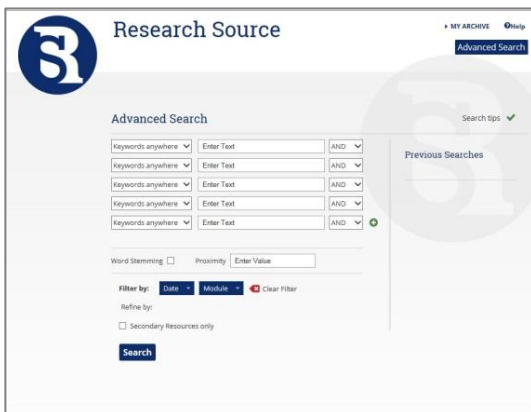 SR
Research Source
MY ARCHIVE Help
Advanced Search
Advanced Search
Search tips
Keywords anywhere Enter Text AND
Keywords anywhere Enter Text AND
Keywords anywhere Enter Text AND
Keywords anywhere Enter Text AND
Keywords anywhere Enter Text AND
Previous Searches
Word Stemming Proximity Enter Value
Filter by: Date Module Clear Filter
Refine by:
Secondary Resources only
Search